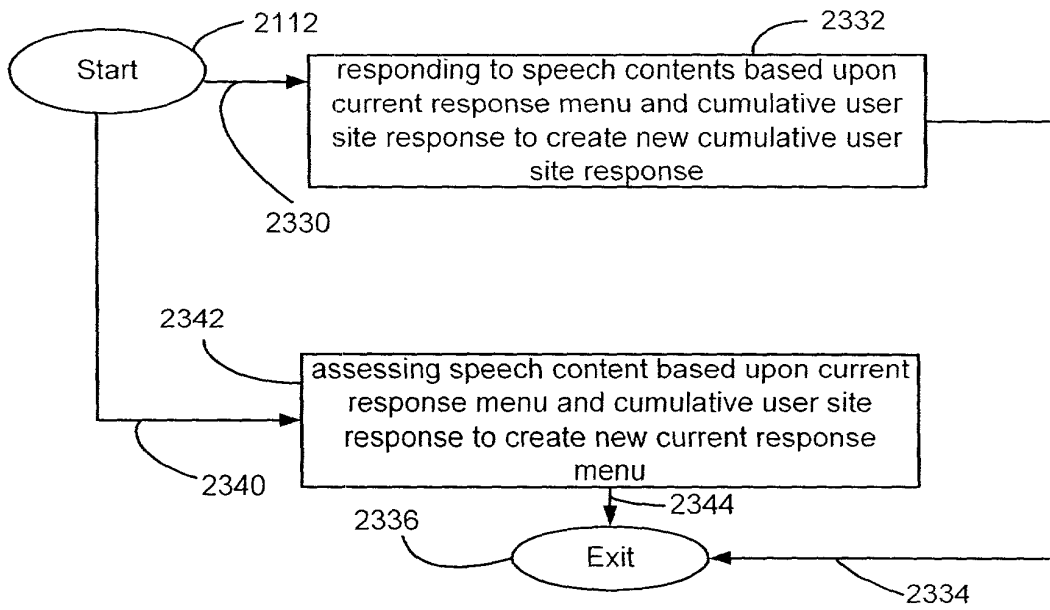 2112
Start
2332
responding to speech contents based upon
current response menu and cumulative user
site response to create new cumulative user
site response
2330
2342
assessing speech content based upon current
response menu and cumulative user site
response to create new current response
menu
2340
2344
2336
Exit
2334